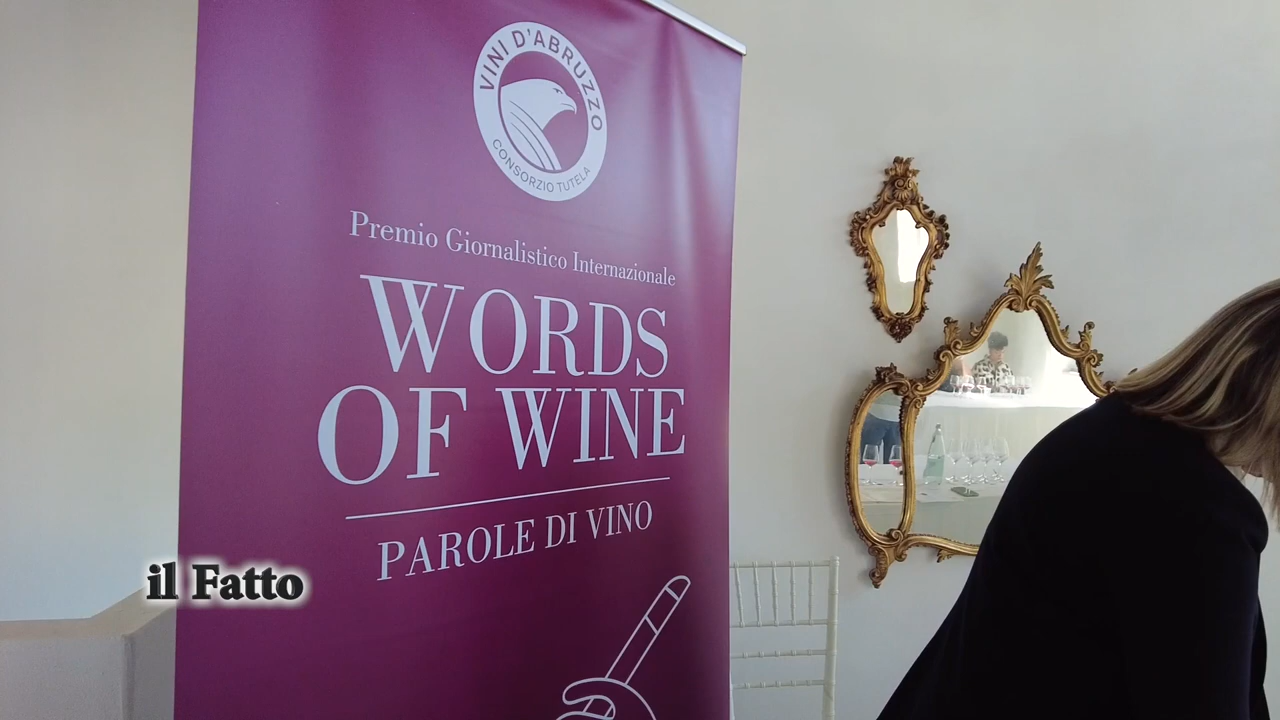 VINI D'ABRUZZO
CONSORZIO TUTELA
Premio Giornalistico Internazionale
WORDS
OF WINE
PAROLE DI VINO
il Fatto